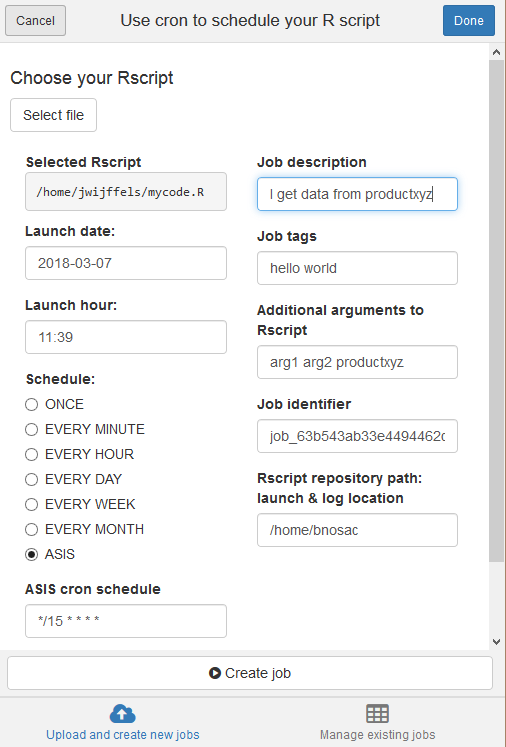 Cancel
Use cron to schedule your R script
Done
Choose your Rscript
Select file
Selected Rscript
/home/jwijffels/mycode.R
Launch date:
2018-03-07
Launch hour:
11:39
Schedule:
ONCE
EVERY MINUTE
EVERY HOUR
EVERY DAY
EVERY WEEK
EVERY MONTH
ASIS
ASIS cron schedule
*/15 * * * *
Job description
I get data from productxyz
Job tags
hello world
Additional arguments to
Rscript
arg1 arg2 productxyz
Job identifier
job_63b543ab33e4494462c
Rscript repository path:
launch & log location
/home/bnosac
Create job
Upload and create new jobs
Manage existing jobs